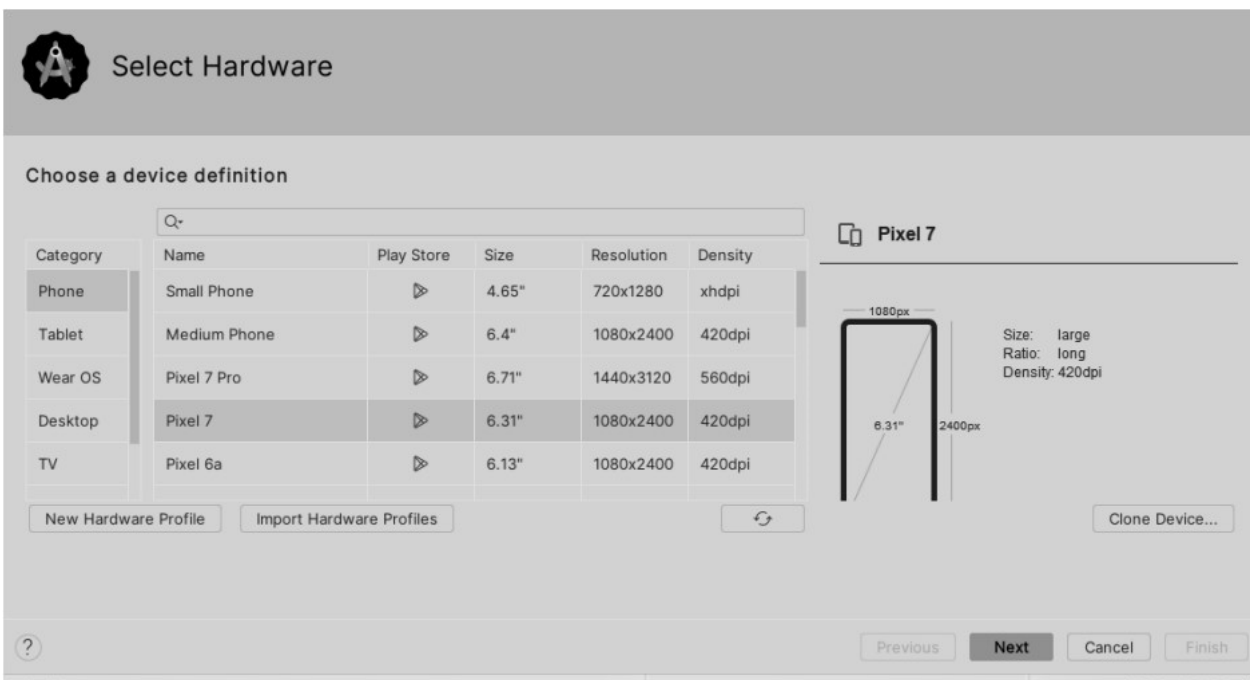 Select Hardware
Choose a device definition
Category
Phone
Tablet
Wear OS
Desktop
TV
Name Play Store Size Resolution Density
Small Phone 4.65" 720x1280 xhdpi
Medium Phone 6.4" 1080x2400 420dpi
Pixel 7 Pro 6.71" 1440x3120 560dpi
Pixel 7 6.31" 1080x2400 420dpi
Pixel 6a 6.13" 1080x2400 420dpi
New Hardware Profile Import Hardware Profiles
Pixel 7
1080px
6.31" 2400px
Size: large
Ratio: long
Density: 420dpi
Clone Device...
? Previous Next Cancel Finish